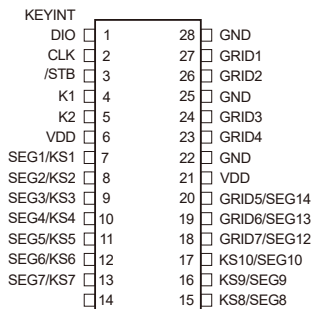 KEYINT
DIO 1 28 GND
CLK 2 27 GRID1
/STB 3 26 GRID2
K1 4 25 GND
K2 5 24 GRID3
VDD 6 23 GRID4
SEG1/KS1 7 22 GND
SEG2/KS2 8 21 VDD
SEG3/KS3 9 20 GRID5/SEG14
SEG4/KS4 10 19 GRID6/SEG13
SEG5/KS5 11 18 GRID7/SEG12
SEG6/KS6 12 17 KS10/SEG10
SEG7/KS7 13 16 KS9/SEG9
14 15 KS8/SEG8